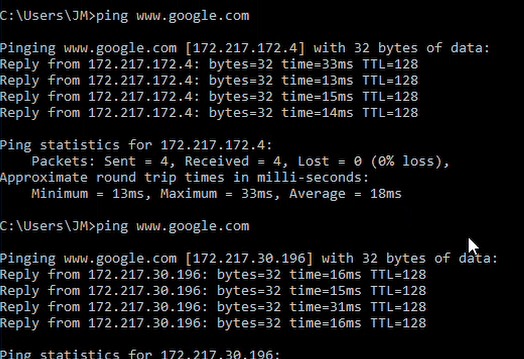 C:\Users\JM>ping www.google.com
Pinging www.google.com [172.217.172.4] with 32 bytes of data:
Reply from 172.217.172.4: bytes=32 time=33ms TTL=128
Reply from 172.217.172.4: bytes=32 time=13ms TTL=128
Reply from 172.217.172.4: bytes=32 time=15ms TTL=128
Reply from 172.217.172.4: bytes=32 time=14ms TTL=128
Ping statistics for 172.217.172.4:
Packets: Sent = 4, Received = 4, Lost = 0 (0% loss),
Approximate round trip times in milli-seconds:
Minimum = 13ms, Maximum = 33ms, Average = 18ms
C:\Users\JM>ping www.google.com
Pinging www.google.com [172.217.30.196] with 32 bytes of data:
Reply from 172.217.30.196: bytes=32 time=16ms TTL=128
Reply from 172.217.30.196: bytes=32 time=15ms TTL=128
Reply from 172.217.30.196: bytes=32 time=31ms TTL=128
Reply from 172.217.30.196: bytes=32 time=16ms TTL=128
Ping statistics for 172.217.30.196: